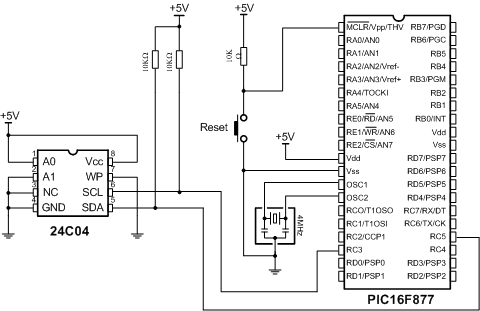 +5V
+5V
10KΩ
10KΩ
10K
Ω
Reset
+5V
+5V
1 A0 Vcc 8
2 A1 WP 7
3 NC SCL 6
4 GND SDA 5
24C04
4MHz
MCLR/Vpp/THV RB7/PGD
RA0/AN0 RB6/PGC
RA1/AN1 RB5
RA2/AN2/Vref- RB4
RA3/AN3/Vref+ RB3/PGM
RA4/TOCKI RB2
RA5/AN4 RB1
RE0/RD/AN5 RB0/INT
RE1/WR/AN6 Vdd
RE2/CS/AN7 Vss
Vdd RD7/PSP7
Vss RD6/PSP6
OSC1 RD5/PSP5
OSC2 RD4/PSP4
RCO/T1OSO RC7/RX/DT
RC1/T1OSI RC6/TX/CK
RC2/CCP1 RC5
RC3 RC4
RD0/PSP0 RD3/PSP3
RD1/PSP1 RD2/PSP2
PIC16F877